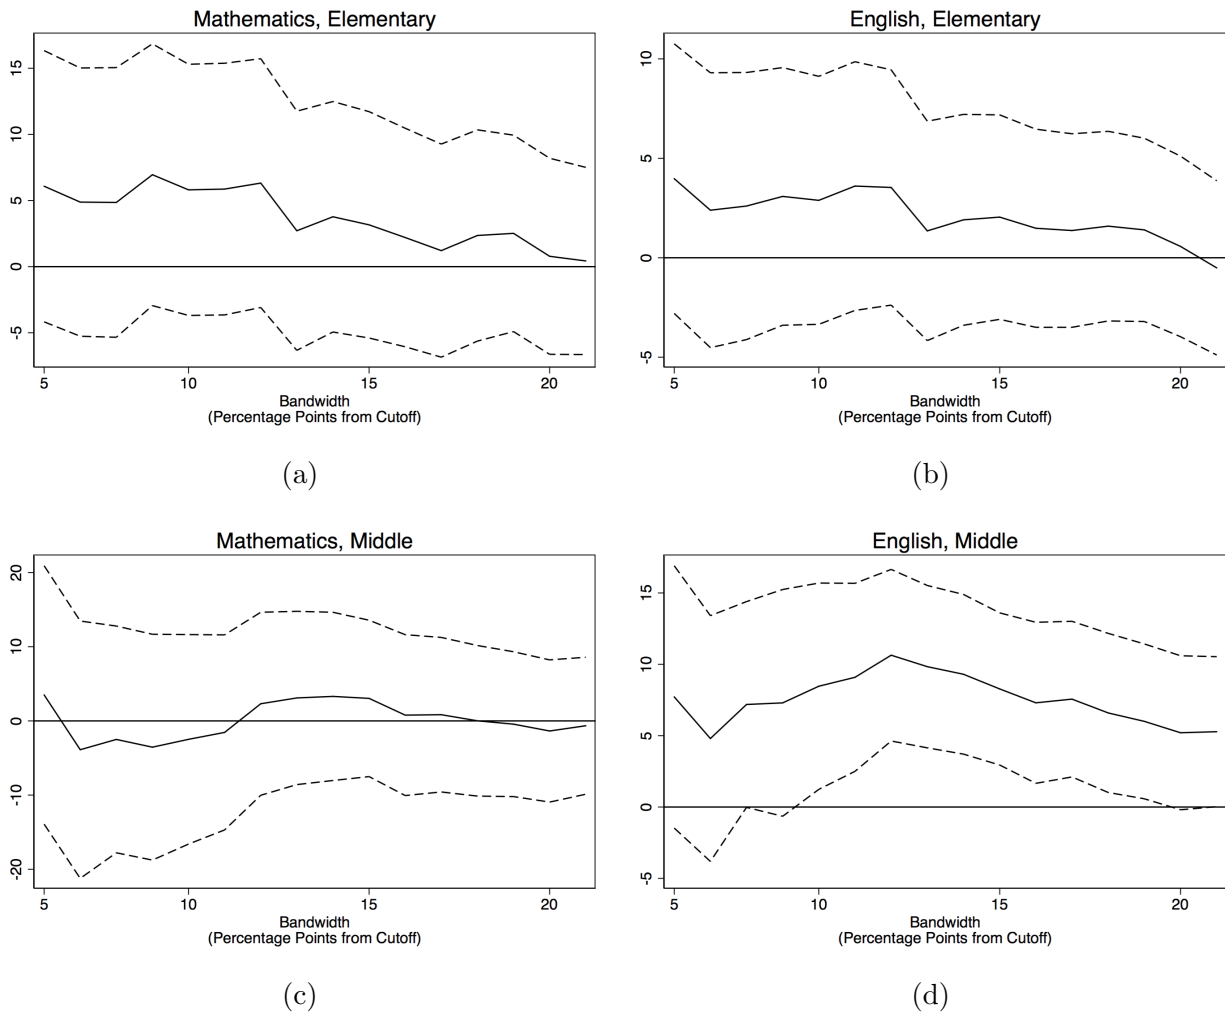 Mathematics, Elementary
15
10
5
0
-5
5
10
15
20
Bandwidth
(Percentage Points from Cutoff)
(a)
English, Elementary
10
5
0
-5
5
10
15
20
Bandwidth
(Percentage Points from Cutoff)
(b)
Mathematics, Middle
20
10
0
-10
-20
5
10
15
20
Bandwidth
(Percentage Points from Cutoff)
(c)
English, Middle
15
10
5
0
-5
5
10
15
20
Bandwidth
(Percentage Points from Cutoff)
(d)